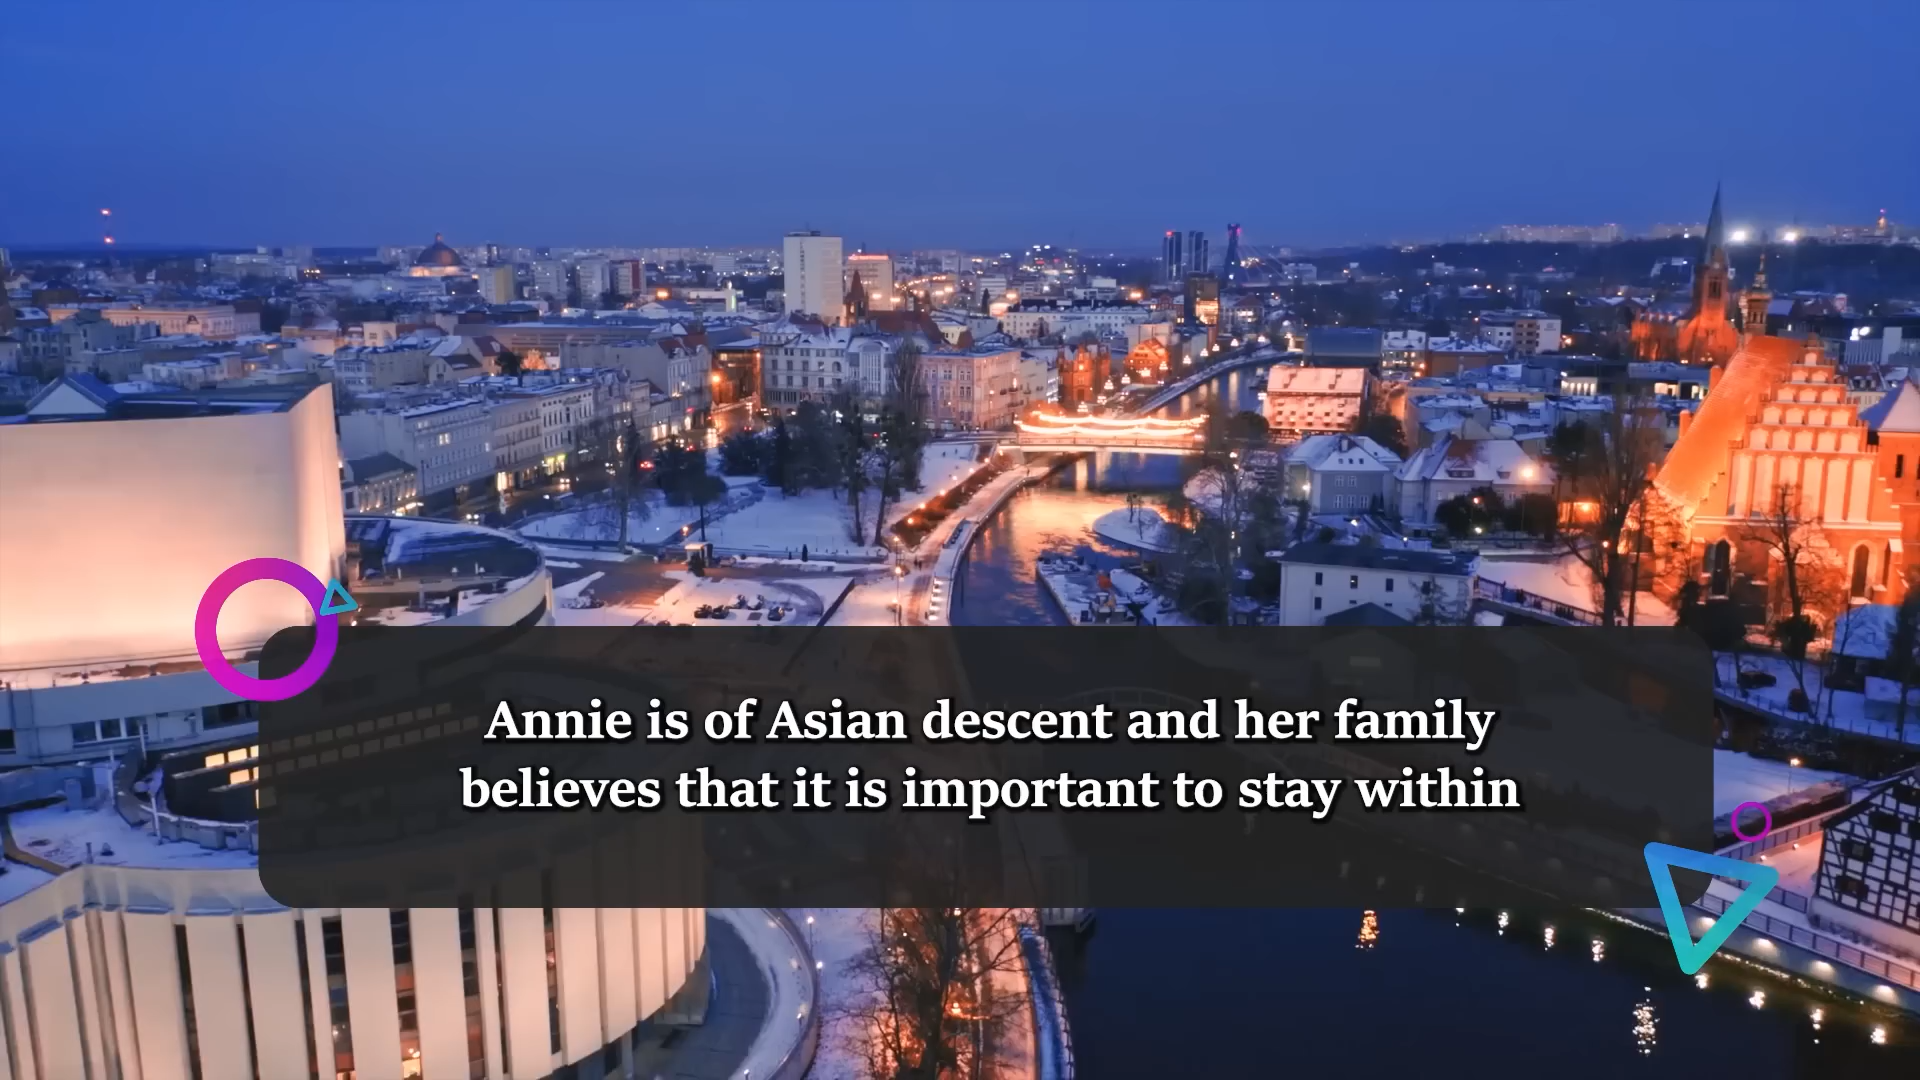 Annie is of Asian descent and her family
believes that it is important to stay within